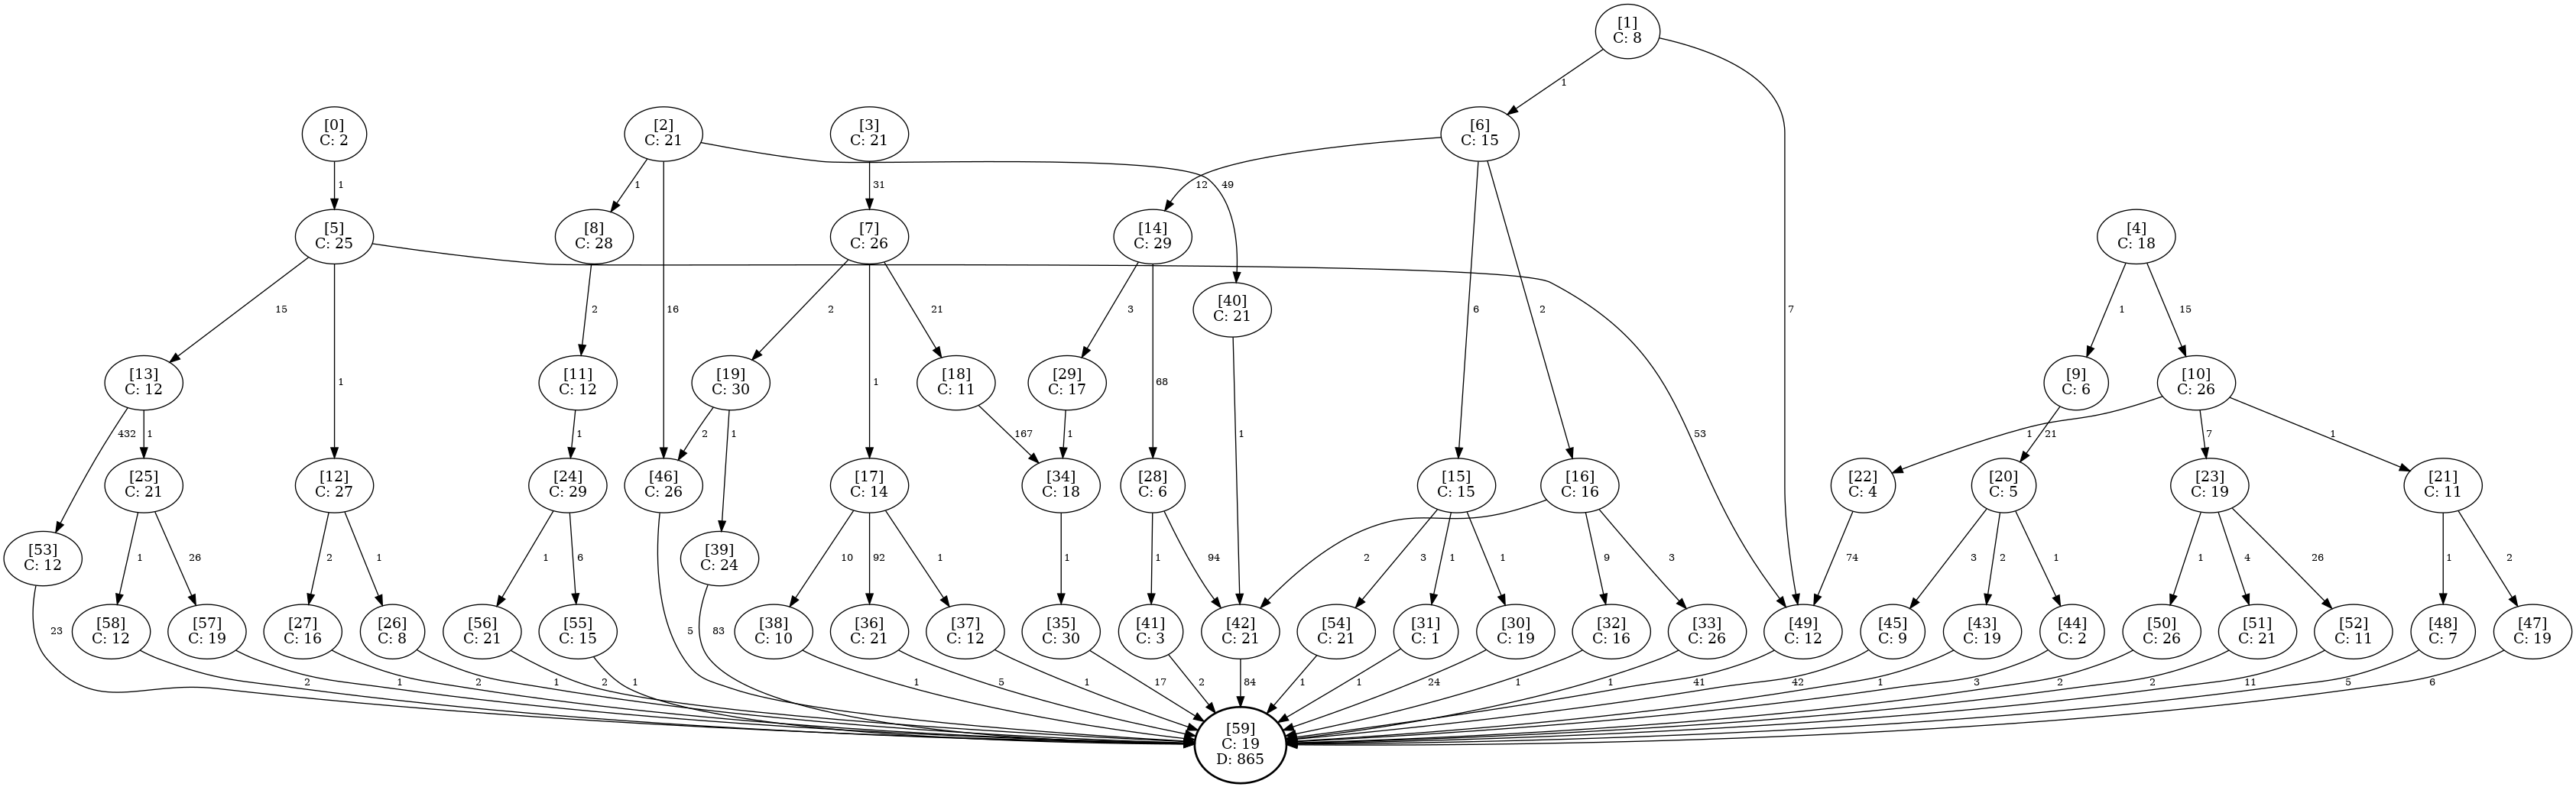 [1]
C: 8
1
[0]
C: 2
[2]
C: 21
[3]
C: 21
[6]
C: 15
1
1
31
12
49
[5]
C: 25
[8]
C: 28
[7]
C: 26
[14]
C: 29
[4]
C: 18
15
2
16
2
21
3
[40]
C: 21
6
2
7
1
15
[13]
C: 12
1
[11]
C: 12
[19]
C: 30
1
[18]
C: 11
[29]
C: 17
68
[9]
C: 6
[10]
C: 26
432
1
1
2
1
167
1
1
53
1
21
7
1
[25]
C: 21
[12]
C: 27
[24]
C: 29
[46]
C: 26
[17]
C: 14
[34]
C: 18
[28]
C: 6
[15]
C: 15
[16]
C: 16
[22]
C: 4
[20]
C: 5
[23]
C: 19
[21]
C: 11
[53]
C: 12
1
26
2
1
1
6
[39]
C: 24
10
92
1
1
1
94
2
3
1
1
9
3
74
3
2
1
1
4
26
1
2
[58]
C: 12
[57]
C: 19
[27]
C: 16
[26]
C: 8
[56]
C: 21
[55]
C: 15
[38]
C: 10
[36]
C: 21
[37]
C: 12
[35]
C: 30
[41]
C: 3
[42]
C: 21
[54]
C: 21
[31]
C: 1
[30]
C: 19
[32]
C: 16
[33]
C: 26
[49]
C: 12
[45]
C: 9
[43]
C: 19
[44]
C: 2
[50]
C: 26
[51]
C: 21
[52]
C: 11
[48]
C: 7
[47]
C: 19
23
2
1
2
1
2
1
5
83
1
5
1
17
2
84
1
1
24
1
1
41
42
1
3
2
2
11
5
6
[59]
C: 19
D: 865